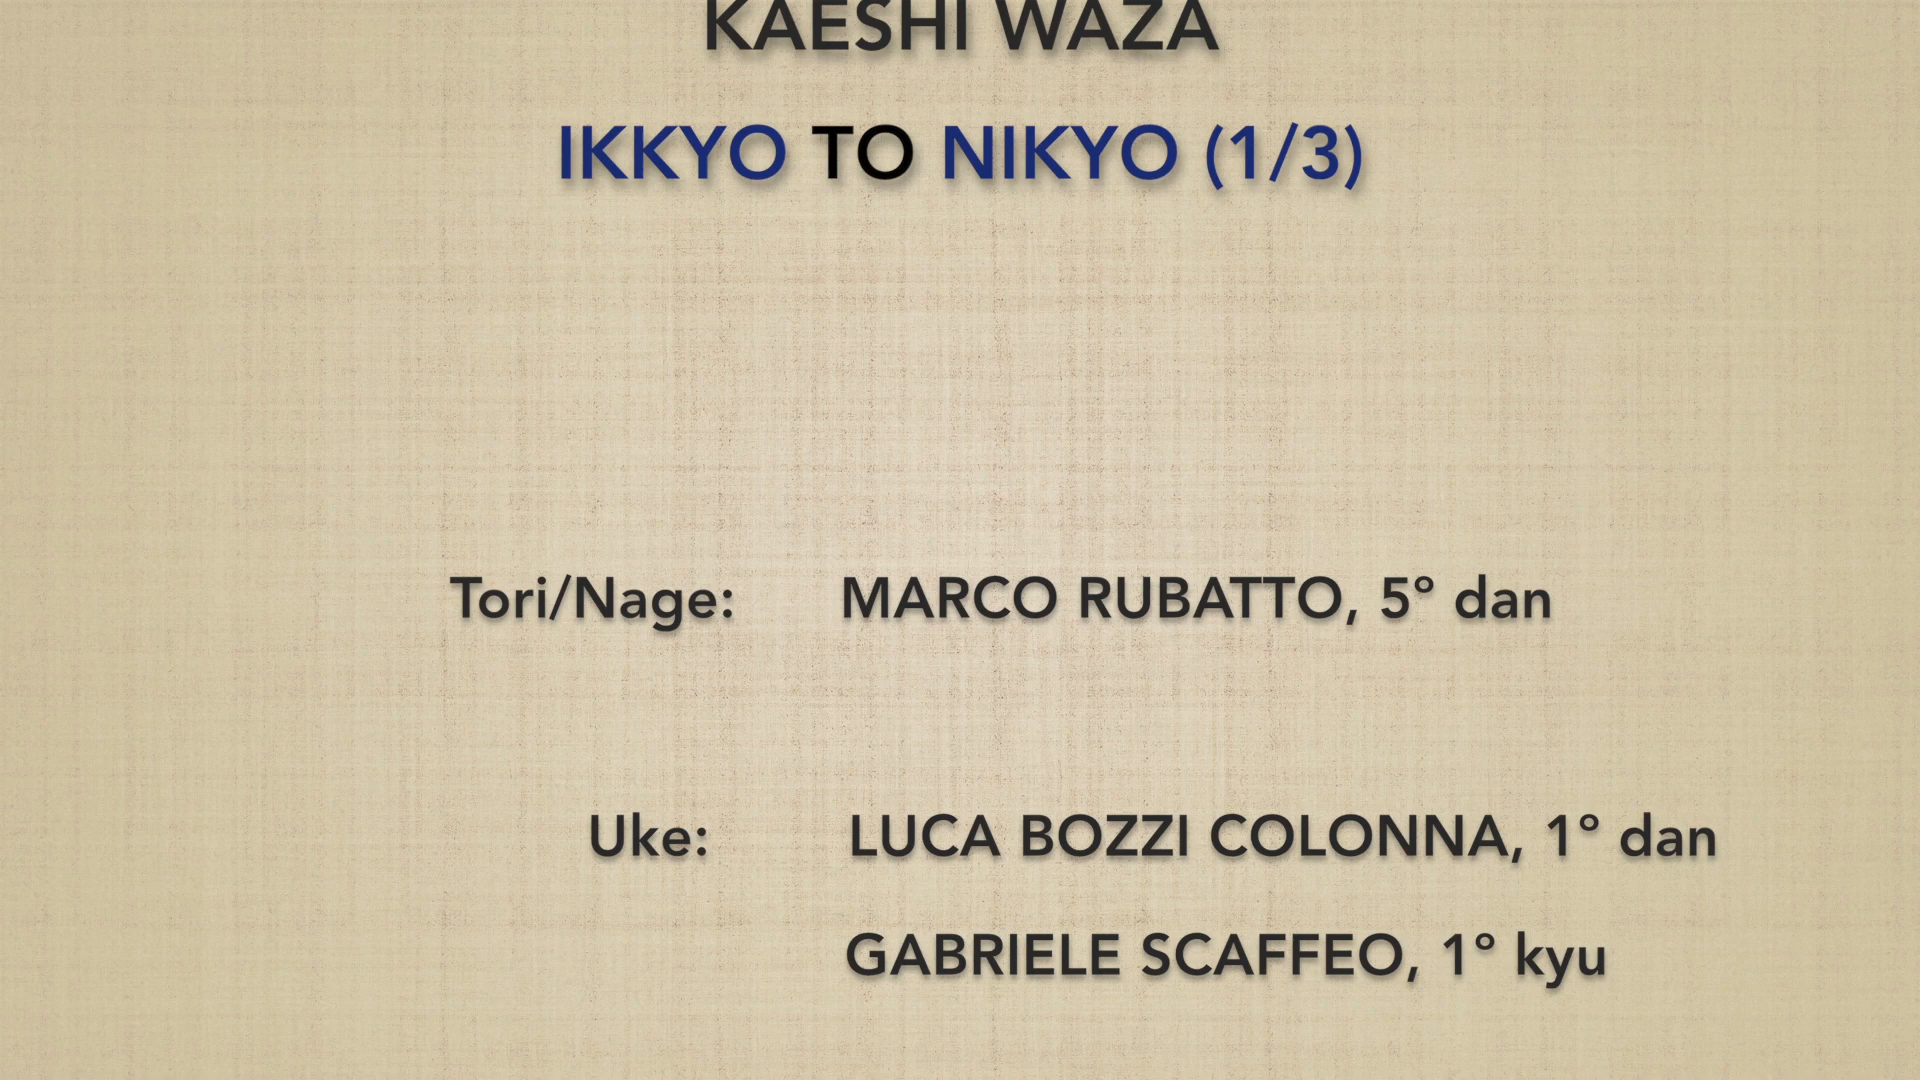 KAESHI WAZA
IKKYO TO NIKYO (1/3)
Tori/Nage: MARCO RUBATTO, 5° dan
Uke: LUCA BOZZI COLONNA, 1° dan
GABRIELE SCAFFEO, 1° kyu